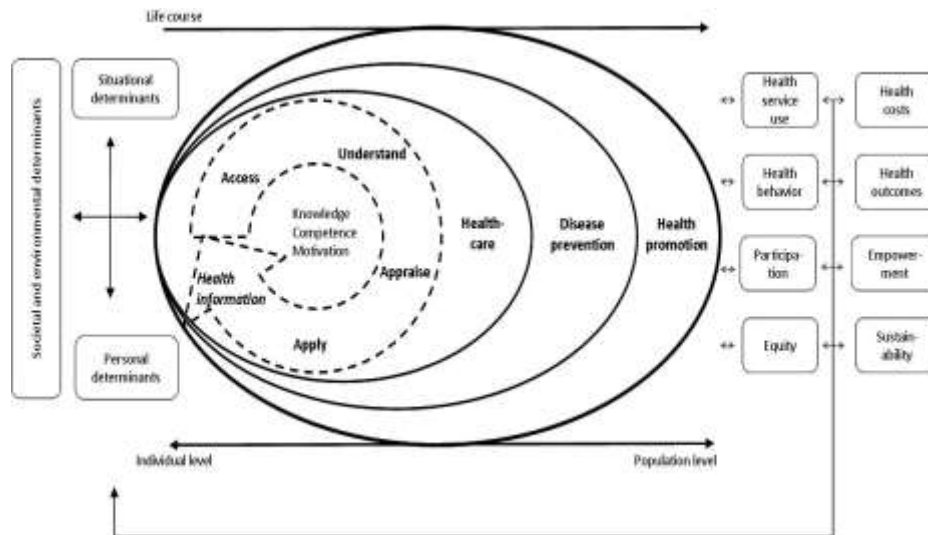 Life course
Societal and environmental determinants
Situational
determinants
Personal
determinants
Access
Understand
Knowledge
Competence
Motivation
Health
information
Appraise
Apply
Health-
care
Disease
prevention
Health
promotion
Health
service
use
Health
costs
Health
behavior
Health
outcomes
Participa-
tion
Empower-
ment
Equity
Sustain-
ability
Individual level
Population level